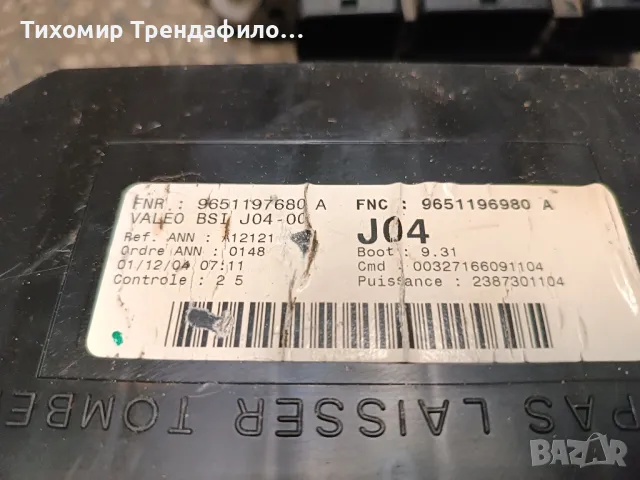 Тихомир Трендафило...
FNR : 9651197680 A FNC : 9651196980 A
VALEO BSI J04-00 J04
Ref. ANN : A12121 Boot : 9.31
Ordre ANN : 0148 Cmd : 00327166091104
01/12/04 07:11 Puissance : 2387301104
Controle : 2 5
PAS LAISSER TOMBE
BAZAR